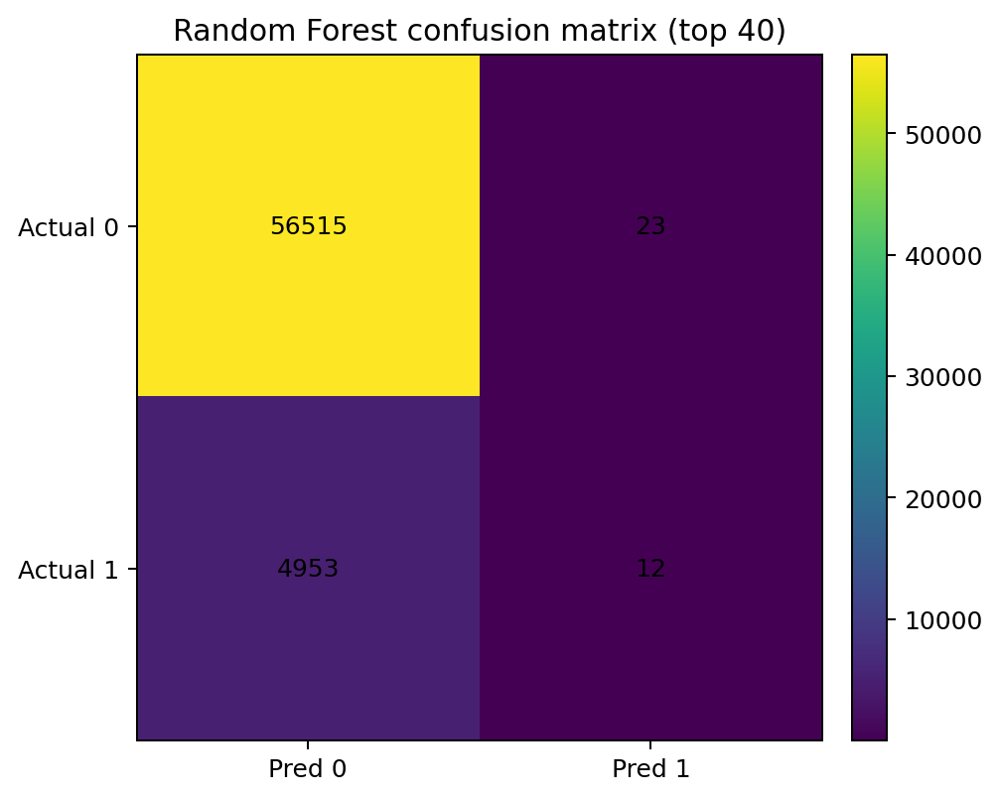 Random Forest confusion matrix (top 40)
Actual 0
56515
23
Actual 1
4953
12
Pred 0
Pred 1
50000
40000
30000
20000
10000